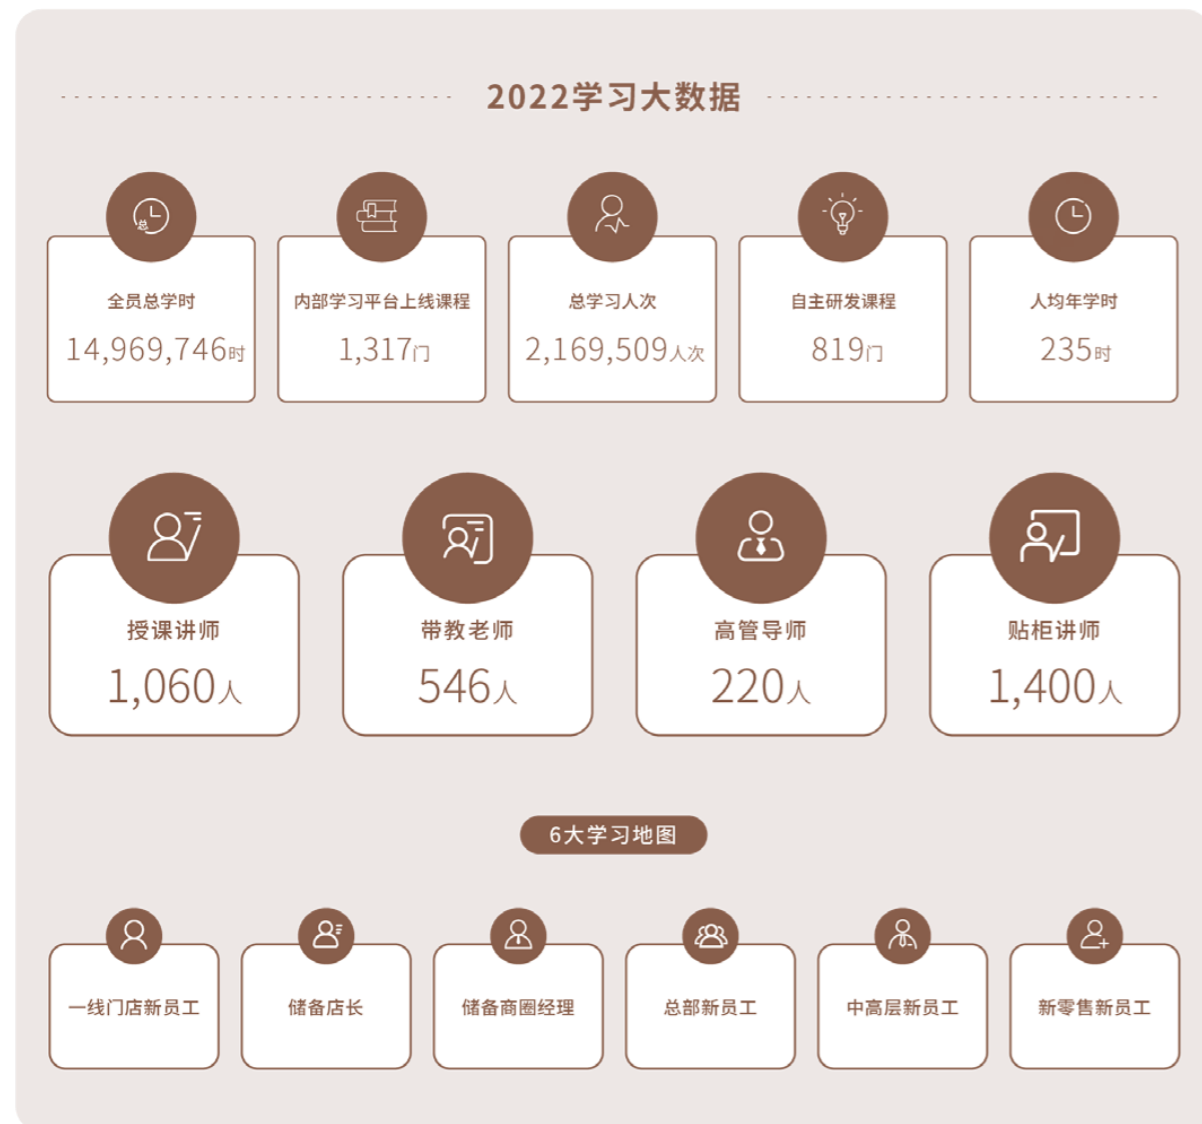 2022学习大数据
总
全员总学时
14,969,746时
内部学习平台上线课程
1,317门
总学习人次
2,169,509人次
自主研发课程
819门
人均年学时
235时
授课讲师
1,060人
带教老师
546人
高管导师
220人
贴柜讲师
1,400人
6大学习地图
一线门店新员工
储备店长
储备商圈经理
总部新员工
中高层新员工
新零售新员工